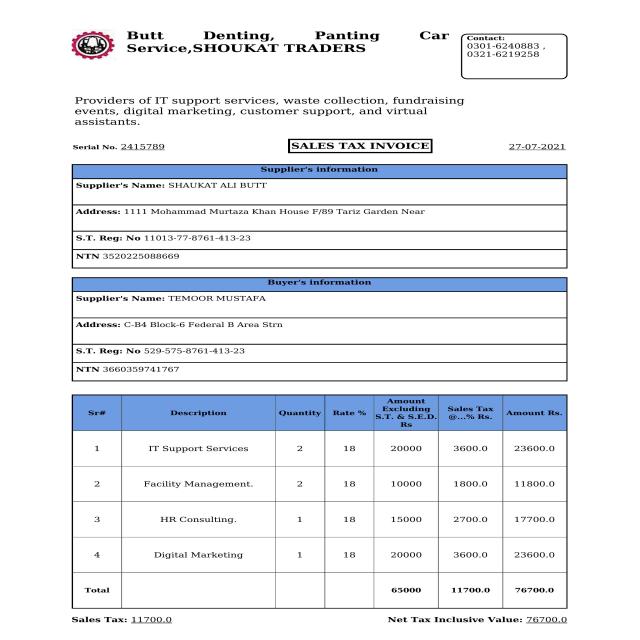 Butt Denting, Panting Car
Service,SHOUKAT TRADERS
Contact:
0301-6240883 ,
0321-6219258
Providers of IT support services, waste collection, fundraising
events, digital marketing, customer support, and virtual
assistants.
Serial No. 2415789 SALES TAX INVOICE 27-07-2021
Supplier's information
Supplier's Name: SHAUKAT ALI BUTT
Address: 1111 Mohammad Murtaza Khan House F/89 Tariz Garden Near
S.T. Reg: No 11013-77-8761-413-23
NTN 3520225088669
Buyer's information
Supplier's Name: TEMOOR MUSTAFA
Address: C-B4 Block-6 Federal B Area Strn
S.T. Reg: No 529-575-8761-413-23
NTN 3660359741767
Sr# Description Quantity Rate % Amount Excluding S.T. & S.E.D. Rs Sales Tax @...% Rs. Amount Rs.
1 IT Support Services 2 18 20000 3600.0 23600.0
2 Facility Management. 2 18 10000 1800.0 11800.0
3 HR Consulting. 1 18 15000 2700.0 17700.0
4 Digital Marketing 1 18 20000 3600.0 23600.0
Total 65000 11700.0 76700.0
Sales Tax: 11700.0 Net Tax Inclusive Value: 76700.0